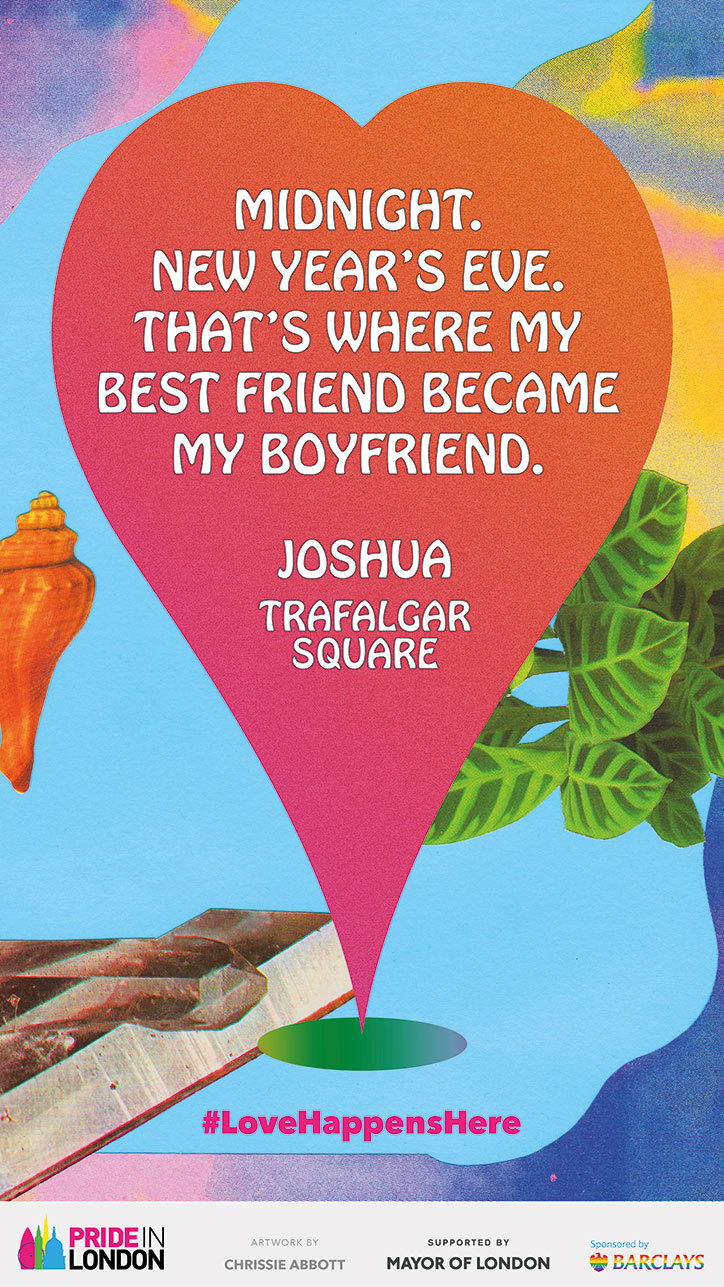 MIDNIGHT.
NEW YEAR'S EVE.
THAT'S WHERE MY
BEST FRIEND BECAME
MY BOYFRIEND.
JOSHUA
TRAFALGAR
SQUARE
#LoveHappensHere
PRIDE IN
LONDON
ARTWORK BY
CHRISSIE ABBOTT
SUPPORTED BY
MAYOR OF LONDON
Sponsored by
BARCLAYS